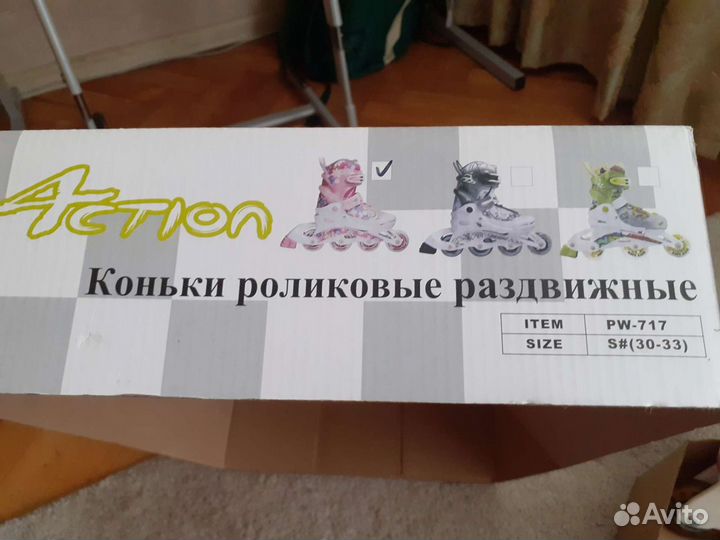 ACTION
Коньки роликовые раздвижные
ITEM PW-717
SIZE S#(30-33)
Avito